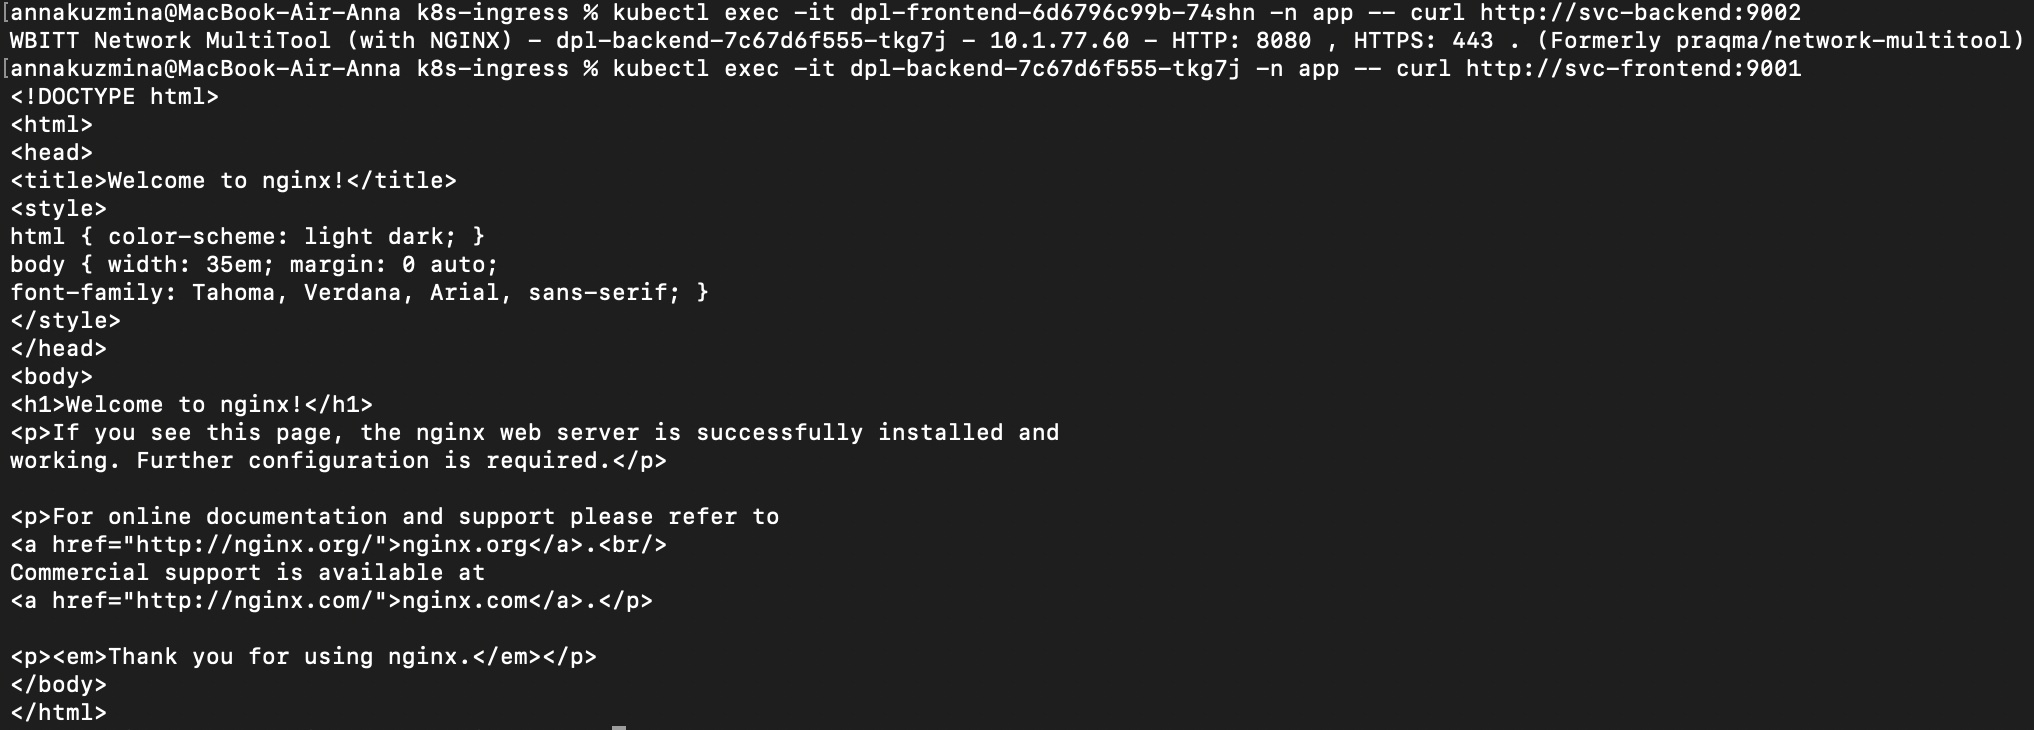 [annakuzmina@MacBook-Air-Anna k8s-ingress % kubectl exec -it dpl-frontend-6d6796c99b-74shn -n app -- curl http://svc-backend:9002
WBITT Network MultiTool (with NGINX) - dpl-backend-7c67d6f555-tkg7j - 10.1.77.60 - HTTP: 8080 , HTTPS: 443 . (Formerly praqma/network-multitool)
[annakuzmina@MacBook-Air-Anna k8s-ingress % kubectl exec -it dpl-backend-7c67d6f555-tkg7j -n app -- curl http://svc-frontend:9001
<!DOCTYPE html>
<html>
<head>
<title>Welcome to nginx!</title>
<style>
html { color-scheme: light dark; }
body { width: 35em; margin: 0 auto;
font-family: Tahoma, Verdana, Arial, sans-serif; }
</style>
</head>
<body>
<h1>Welcome to nginx!</h1>
<p>If you see this page, the nginx web server is successfully installed and
working. Further configuration is required.</p>

<p>For online documentation and support please refer to
<a href="http://nginx.org/">nginx.org</a>.<br/>
Commercial support is available at
<a href="http://nginx.com/">nginx.com</a>.</p>

<p><em>Thank you for using nginx.</em></p>
</body>
</html>